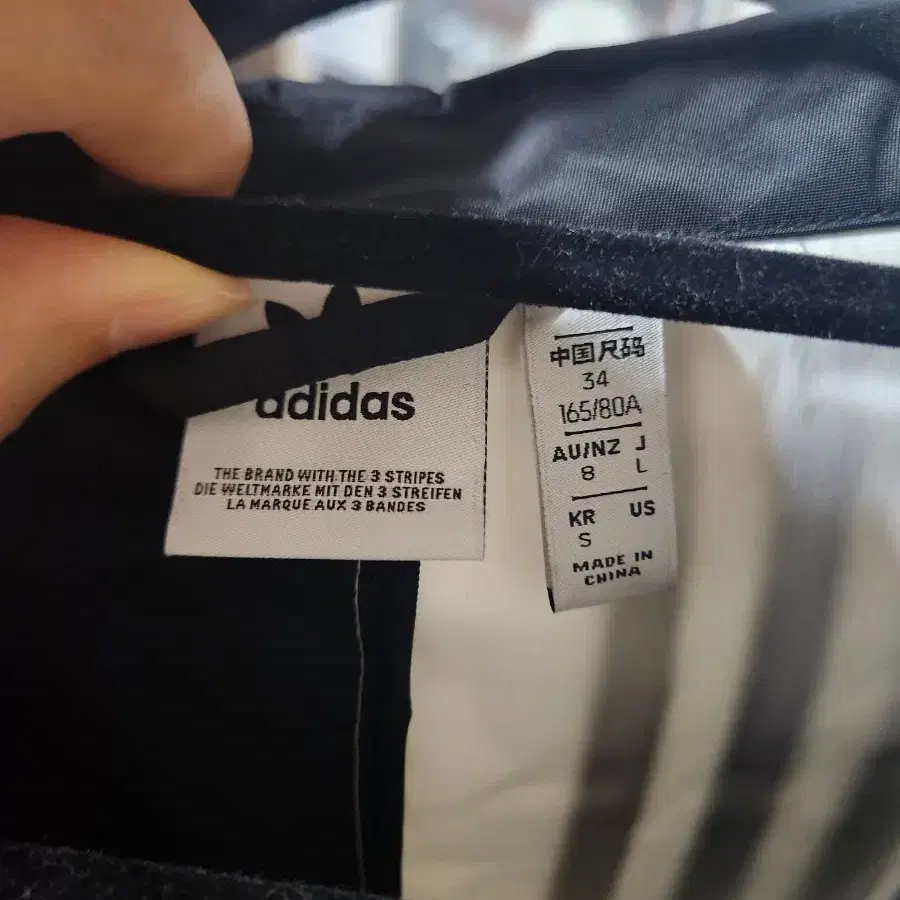 adidas
THE BRAND WITH THE 3 STRIPES
DIE WELTMARKE MIT DEN 3 STREIFEN
LA MARQUE AUX 3 BANDES
中国尺码
34
165/80A
AU/NZ J
8 L
KR US
S
MADE IN
CHINA